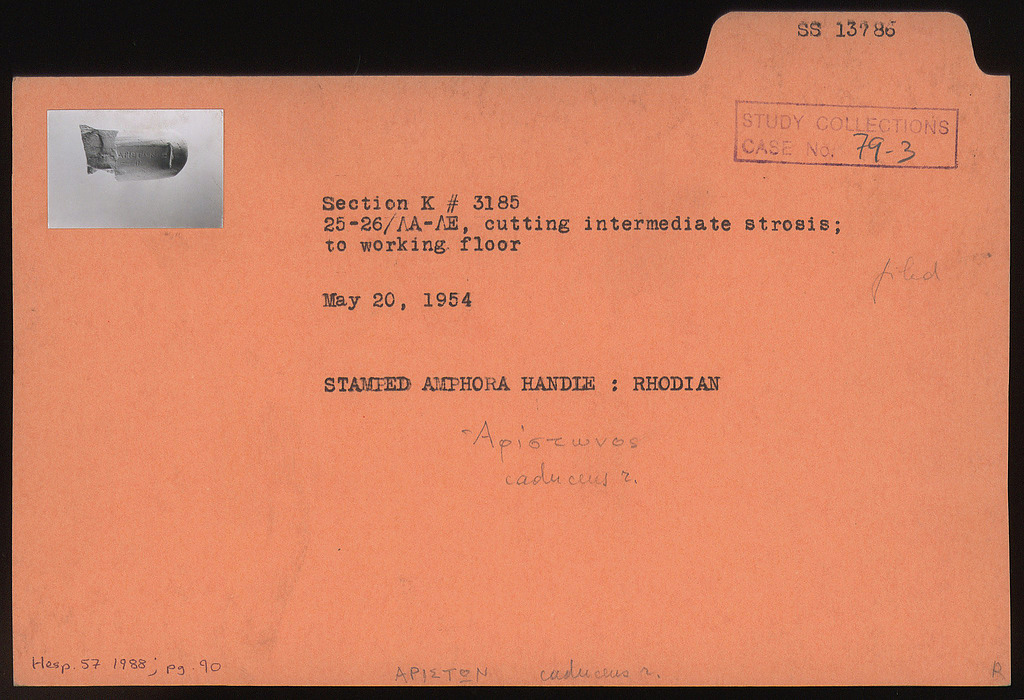 SS 13786
STUDY COLLECTIONS
CASE No. 79-3
Section K # 3185
25-26/ΛΑ-ΛΕ, cutting intermediate strosis;
to working floor
filed
May 20, 1954
STAMPED AMPHORA HANDLE : RHODIAN
Ἀρίστωνος
caduceus r.
Hesp. 57 1988; pg. 90
ΑΡΙΣΤΩΝ caduceus r.
R